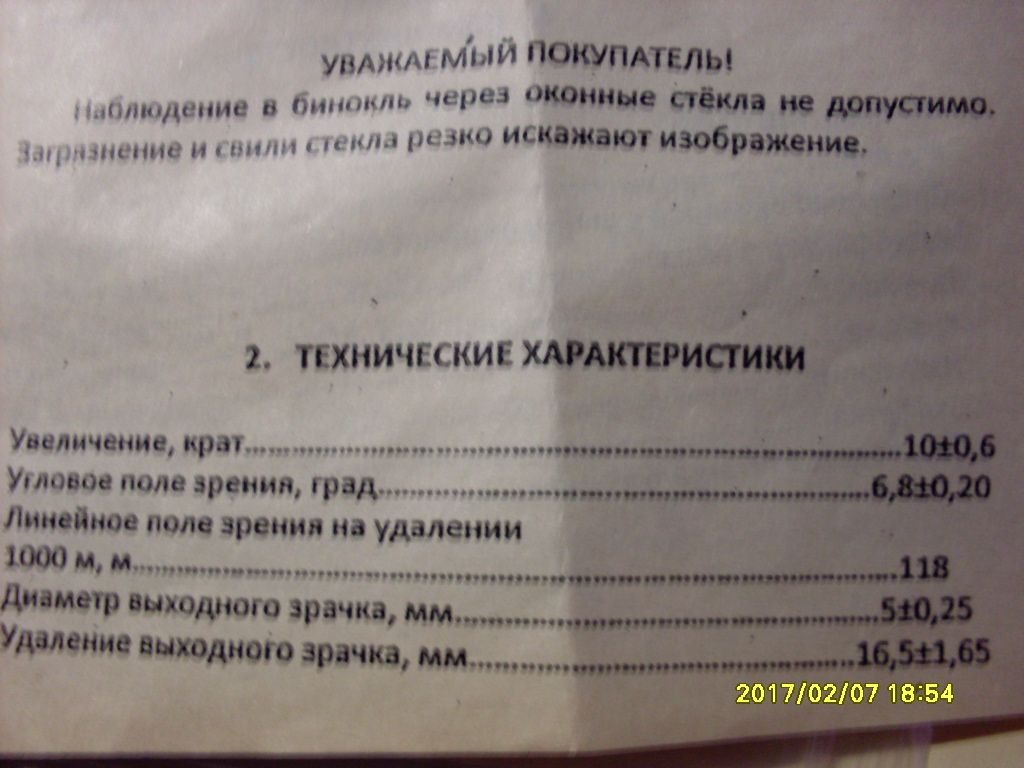 УВАЖАЕМЫЙ ПОКУПАТЕЛЬ!
Наблюдение в бинокль через оконные стёкла не допустимо.
Загрязнение и свили стекла резко искажают изображение.
2. ТЕХНИЧЕСКИЕ ХАРАКТЕРИСТИКИ
Увеличение, крат........10±0,6
Угловое поле зрения, град........6,8±0,20
Линейное поле зрения на удалении
1000 м, м........118
Диаметр выходного зрачка, мм........5±0,25
Удаление выходного зрачка, мм........16,5±1,65
2017/02/07 18:54